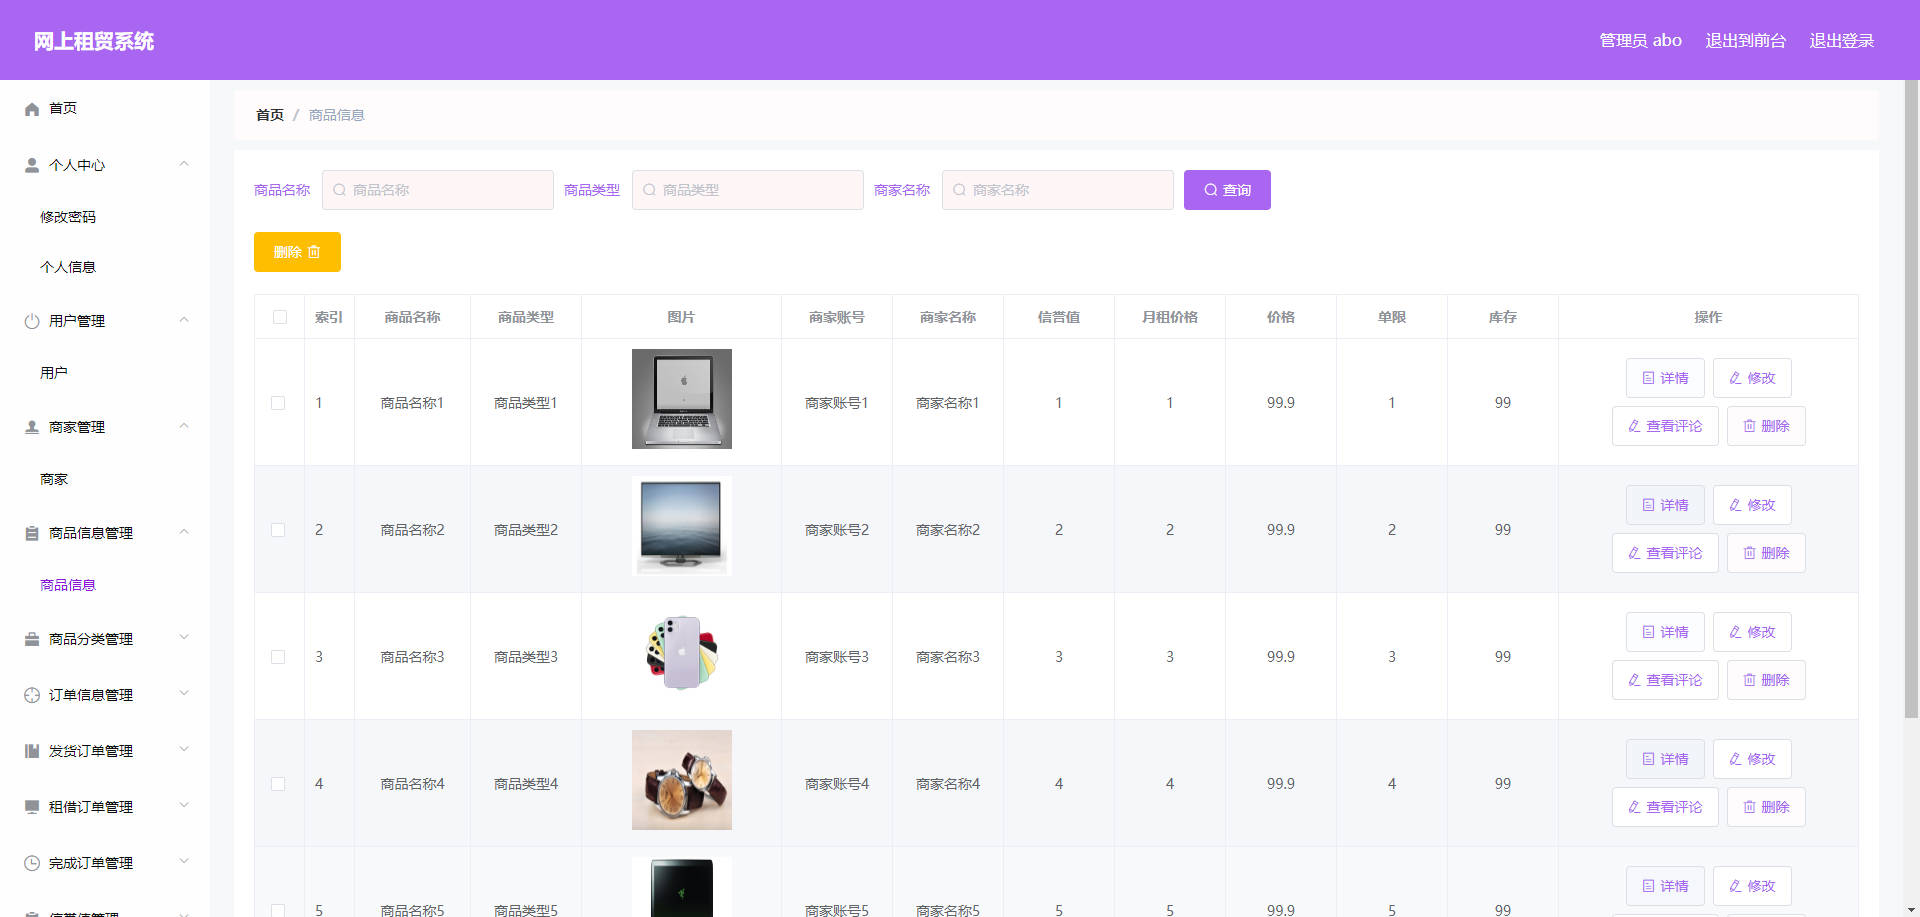 网上租贸系统
管理员 abo 退出到前台 退出登录
首页
个人中心
修改密码
个人信息
用户管理
用户
商家管理
商家
商品信息管理
商品信息
商品分类管理
订单信息管理
发货订单管理
租借订单管理
完成订单管理
首页 / 商品信息
商品名称 商品名称 商品类型 商品类型 商家名称 商家名称 查询
删除
索引 商品名称 商品类型 图片 商家账号 商家名称 信誉值 月租价格 价格 单限 库存 操作
1 商品名称1 商品类型1 商家账号1 商家名称1 1 1 99.9 1 99 详情 修改
查看评论 删除
2 商品名称2 商品类型2 商家账号2 商家名称2 2 2 99.9 2 99 详情 修改
查看评论 删除
3 商品名称3 商品类型3 商家账号3 商家名称3 3 3 99.9 3 99 详情 修改
查看评论 删除
4 商品名称4 商品类型4 商家账号4 商家名称4 4 4 99.9 4 99 详情 修改
查看评论 删除
5 商品名称5 商品类型5 商家账号5 商家名称5 5 5 99.9 5 99 详情 修改